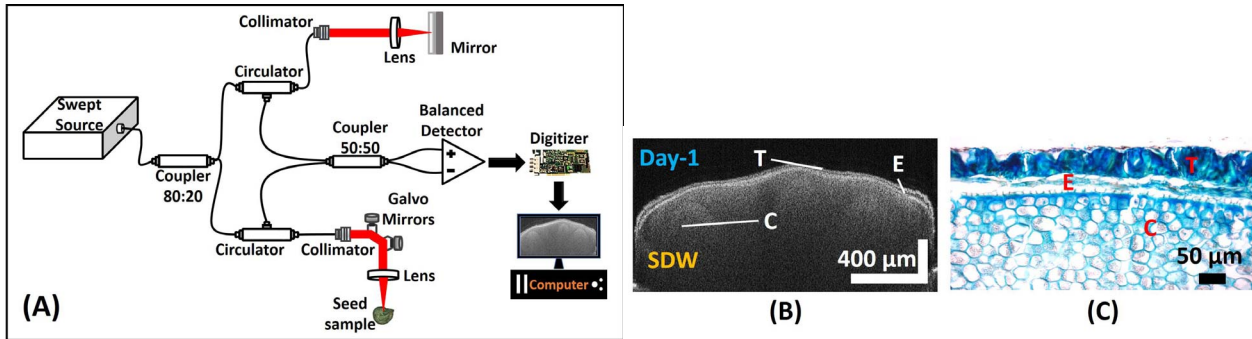 (A)
Swept
Source
Coupler
80:20
Circulator
Collimator
Lens
Mirror
Coupler
50:50
Balanced
Detector
+
-
Digitizer
Computer
Circulator
Collimator
Galvo
Mirrors
Lens
Seed
sample
Day-1
T
E
C
SDW
400 µm
(B)
T
E
C
50 µm
(C)